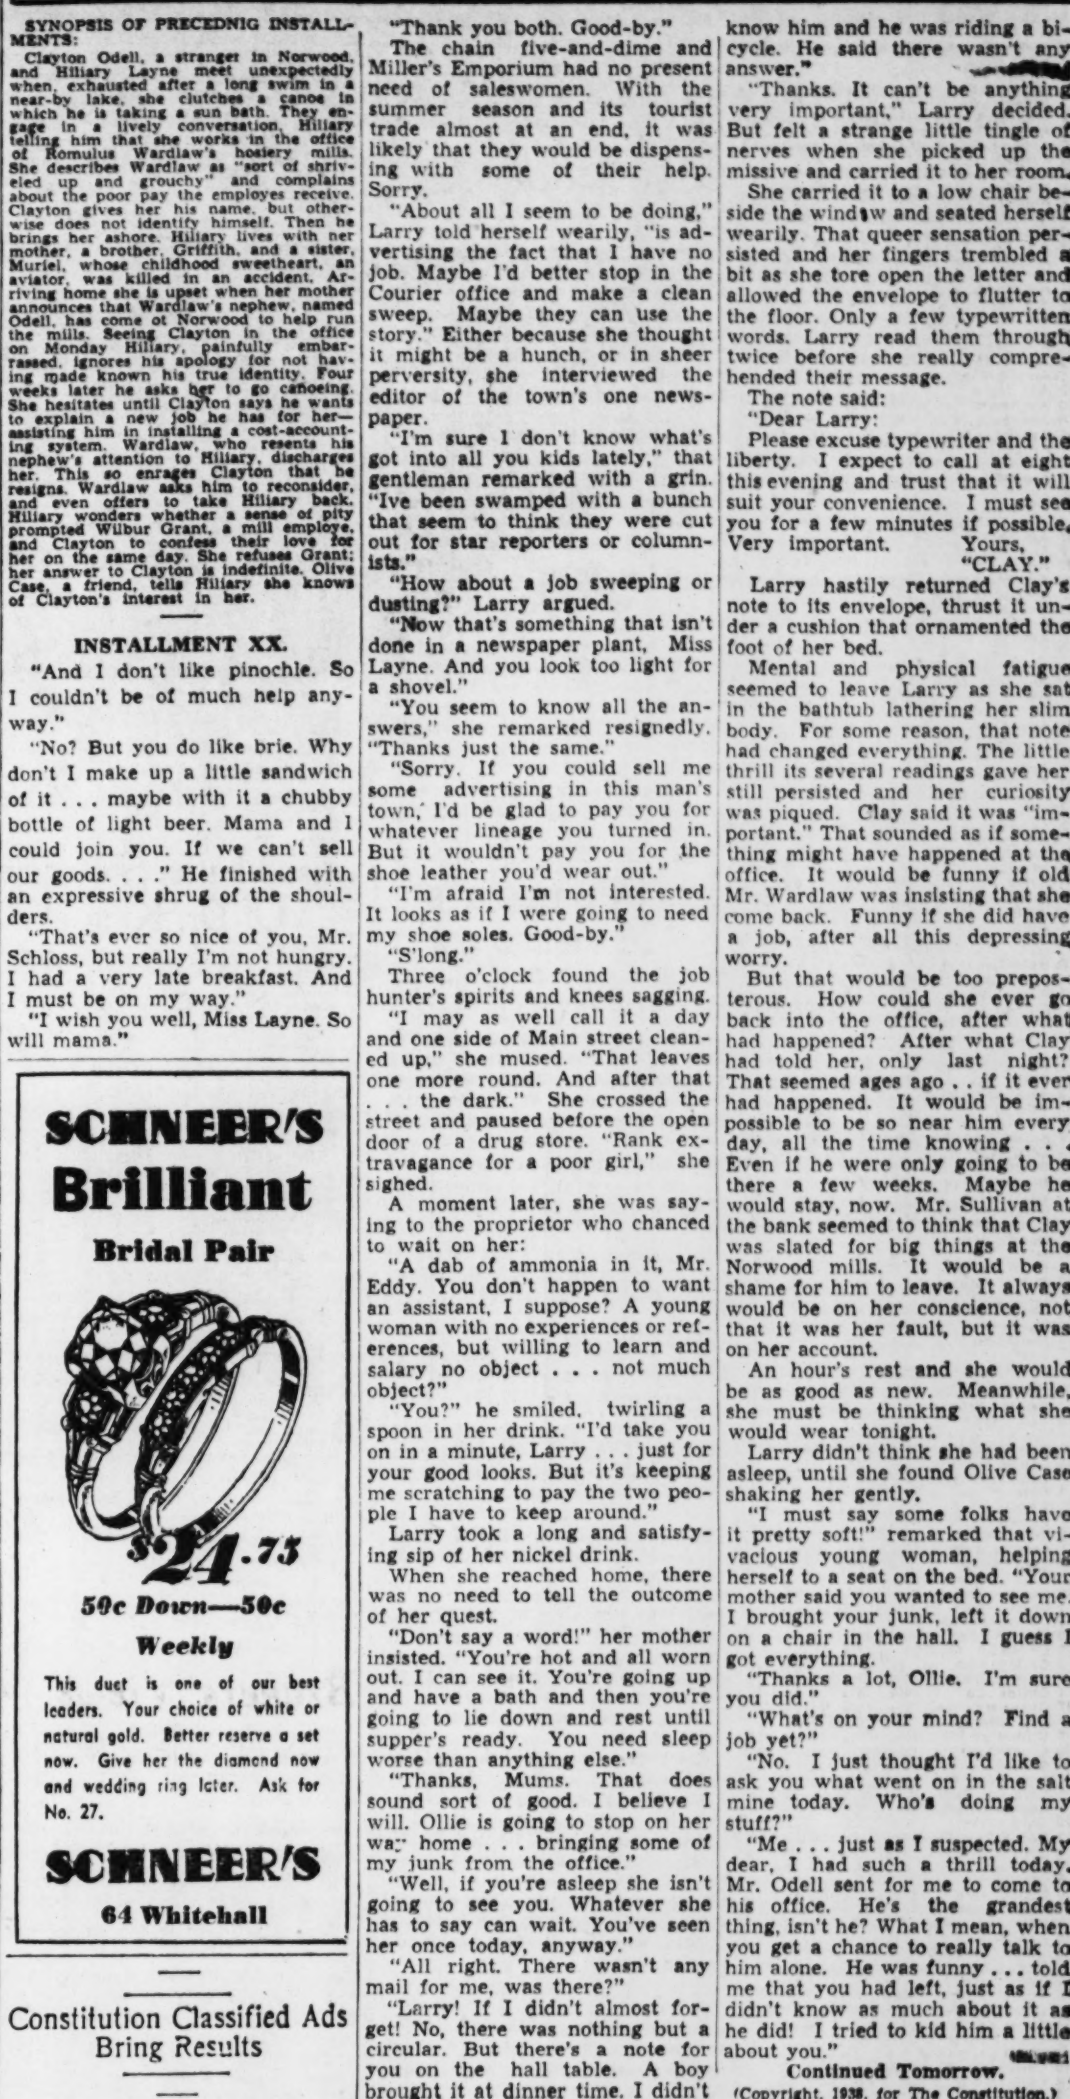 SYNOPSIS OF PRECEDNIG INSTALL-
MENTS:
Clayton Odell, a stranger in Norwood,
and Hiliary Layne meet unexpectedly
when, exhausted after a long swim in a
near-by lake, she clutches a canoe in
which he is taking a sun bath. They en-
gage in a lively conversation, Hiliary
telling him that she works in the office
of Romulus Wardlaw's hosiery mills.
She describes Wardlaw as "sort of shriv-
eled up and grouchy" and complains
about the poor pay the employes receive.
Clayton gives her his name, but other-
wise does not identify himself. Then he
brings her ashore. Hiliary lives with her
mother, a brother, Griffith, and a sister,
Muriel, whose childhood sweetheart, an
aviator, was killed in an accident. Ar-
riving home she is upset when her mother
announces that Wardlaw's nephew, named
Odell, has come ot Norwood to help run
the mills. Seeing Clayton in the office
on Monday Hiliary, painfully embar-
rassed, ignores his apology for not hav-
ing made known his true identity. Four
weeks later he asks her to go canoeing.
She hesitates until Clayton says he wants
to explain a new job he has for her—
assisting him in installing a cost-account-
ing system. Wardlaw, who resents his
nephew's attention to Hiliary, discharges
her. This so enrages Clayton that he
resigns. Wardlaw asks him to reconsider,
and even offers to take Hiliary back.
Hiliary wonders whether a sense of pity
prompted Wilbur Grant, a mill employe,
and Clayton to confess their love for
her on the same day. She refuses Grant;
her answer to Clayton is indefinite. Olive
Case, a friend, tells Hiliary she knows
of Clayton's interest in her.
INSTALLMENT XX.
"And I don't like pinochle. So
I couldn't be of much help any-
way."
"No? But you do like brie. Why
don't I make up a little sandwich
of it . . . maybe with it a chubby
bottle of light beer. Mama and I
could join you. If we can't sell
our goods. . . ." He finished with
an expressive shrug of the shoul-
ders.
"That's ever so nice of you, Mr.
Schloss, but really I'm not hungry.
I had a very late breakfast. And
I must be on my way."
"I wish you well, Miss Layne. So
will mama."
SCHNEER'S
Brilliant
Bridal Pair
$24.75
50c Down—50c
Weekly
This duet is one of our best
leaders. Your choice of white or
natural gold. Better reserve a set
now. Give her the diamond now
and wedding ring later. Ask for
No. 27.
SCHNEER'S
64 Whitehall
Constitution Classified Ads
Bring Results
"Thank you both. Good-by."
The chain five-and-dime and
Miller's Emporium had no present
need of saleswomen. With the
summer season and its tourist
trade almost at an end, it was
likely that they would be dispens-
ing with some of their help.
Sorry.
"About all I seem to be doing,"
Larry told herself wearily, "is ad-
vertising the fact that I have no
job. Maybe I'd better stop in the
Courier office and make a clean
sweep. Maybe they can use the
story." Either because she thought
it might be a hunch, or in sheer
perversity, she interviewed the
editor of the town's one news-
paper.
"I'm sure I don't know what's
got into all you kids lately," that
gentleman remarked with a grin.
"Ive been swamped with a bunch
that seem to think they were cut
out for star reporters or column-
ists."
"How about a job sweeping or
dusting?" Larry argued.
"Now that's something that isn't
done in a newspaper plant, Miss
Layne. And you look too light for
a shovel."
"You seem to know all the an-
swers," she remarked resignedly.
"Thanks just the same."
"Sorry. If you could sell me
some advertising in this man's
town, I'd be glad to pay you for
whatever lineage you turned in.
But it wouldn't pay you for the
shoe leather you'd wear out."
"I'm afraid I'm not interested.
It looks as if I were going to need
my shoe soles. Good-by."
"S'long."
Three o'clock found the job
hunter's spirits and knees sagging.
"I may as well call it a day
and one side of Main street clean-
ed up," she mused. "That leaves
one more round. And after that
. . . the dark." She crossed the
street and paused before the open
door of a drug store. "Rank ex-
travagance for a poor girl," she
sighed.
A moment later, she was say-
ing to the proprietor who chanced
to wait on her:
"A dab of ammonia in it, Mr.
Eddy. You don't happen to want
an assistant, I suppose? A young
woman with no experiences or ref-
erences, but willing to learn and
salary no object . . . not much
object?"
"You?" he smiled, twirling a
spoon in her drink. "I'd take you
on in a minute, Larry . . . just for
your good looks. But it's keeping
me scratching to pay the two peo-
ple I have to keep around."
Larry took a long and satisfy-
ing sip of her nickel drink.
When she reached home, there
was no need to tell the outcome
of her quest.
"Don't say a word!" her mother
insisted. "You're hot and all worn
out. I can see it. You're going up
and have a bath and then you're
going to lie down and rest until
supper's ready. You need sleep
worse than anything else."
"Thanks, Mums. That does
sound sort of good. I believe I
will. Ollie is going to stop on her
way home . . . bringing some of
my junk from the office."
"Well, if you're asleep she isn't
going to see you. Whatever she
has to say can wait. You've seen
her once today, anyway."
"All right. There wasn't any
mail for me, was there?"
"Larry! If I didn't almost for-
get! No, there was nothing but a
circular. But there's a note for
you on the hall table. A boy
brought it at dinner time. I didn't
know him and he was riding a bi-
cycle. He said there wasn't any
answer."
"Thanks. It can't be anything
very important," Larry decided.
But felt a strange little tingle of
nerves when she picked up the
missive and carried it to her room.
She carried it to a low chair be-
side the window and seated herself
wearily. That queer sensation per-
sisted and her fingers trembled a
bit as she tore open the letter and
allowed the envelope to flutter to
the floor. Only a few typewritten
words. Larry read them through
twice before she really compre-
hended their message.
The note said:
"Dear Larry:
Please excuse typewriter and the
liberty. I expect to call at eight
this evening and trust that it will
suit your convenience. I must see
you for a few minutes if possible.
Very important. Yours,
"CLAY."
Larry hastily returned Clay's
note to its envelope, thrust it un-
der a cushion that ornamented the
foot of her bed.
Mental and physical fatigue
seemed to leave Larry as she sat
in the bathtub lathering her slim
body. For some reason, that note
had changed everything. The little
thrill its several readings gave her
still persisted and her curiosity
was piqued. Clay said it was "im-
portant." That sounded as if some-
thing might have happened at the
office. It would be funny if old
Mr. Wardlaw was insisting that she
come back. Funny if she did have
a job, after all this depressing
worry.
But that would be too prepos-
terous. How could she ever go
back into the office, after what
had happened? After what Clay
had told her, only last night?
That seemed ages ago . . if it ever
had happened. It would be im-
possible to be so near him every
day, all the time knowing . . .
Even if he were only going to be
there a few weeks. Maybe he
would stay, now. Mr. Sullivan at
the bank seemed to think that Clay
was slated for big things at the
Norwood mills. It would be a
shame for him to leave. It always
would be on her conscience, not
that it was her fault, but it was
on her account.
An hour's rest and she would
be as good as new. Meanwhile,
she must be thinking what she
would wear tonight.
Larry didn't think she had been
asleep, until she found Olive Case
shaking her gently.
"I must say some folks have
it pretty soft!" remarked that vi-
vacious young woman, helping
herself to a seat on the bed. "Your
mother said you wanted to see me.
I brought your junk, left it down
on a chair in the hall. I guess I
got everything.
"Thanks a lot, Ollie. I'm sure
you did."
"What's on your mind? Find a
job yet?"
"No. I just thought I'd like to
ask you what went on in the salt
mine today. Who's doing my
stuff?"
"Me . . . just as I suspected. My
dear, I had such a thrill today.
Mr. Odell sent for me to come to
his office. He's the grandest
thing, isn't he? What I mean, when
you get a chance to really talk to
him alone. He was funny . . . told
me that you had left, just as if I
didn't know as much about it as
he did! I tried to kid him a little
about you."
Continued Tomorrow.
(Copyright, 1938, for The Constitution.)